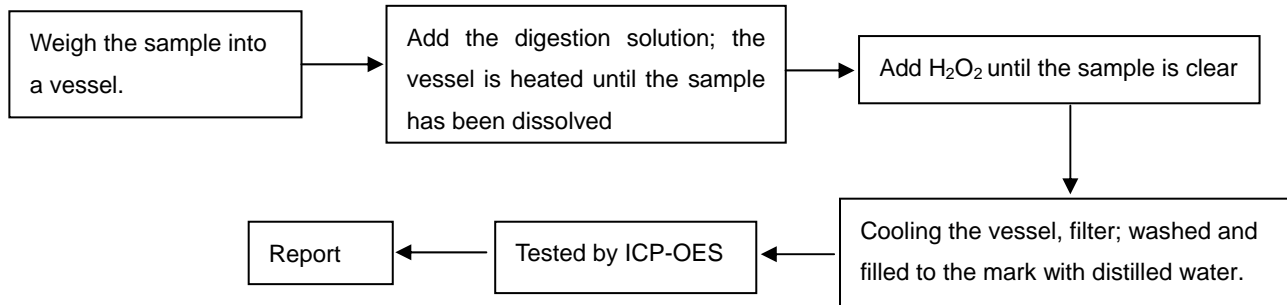 Weigh the sample into
a vessel.
Add the digestion solution; the
vessel is heated until the sample
has been dissolved
Add H₂O₂ until the sample is clear
Cooling the vessel, filter; washed and
filled to the mark with distilled water.
Tested by ICP-OES
Report